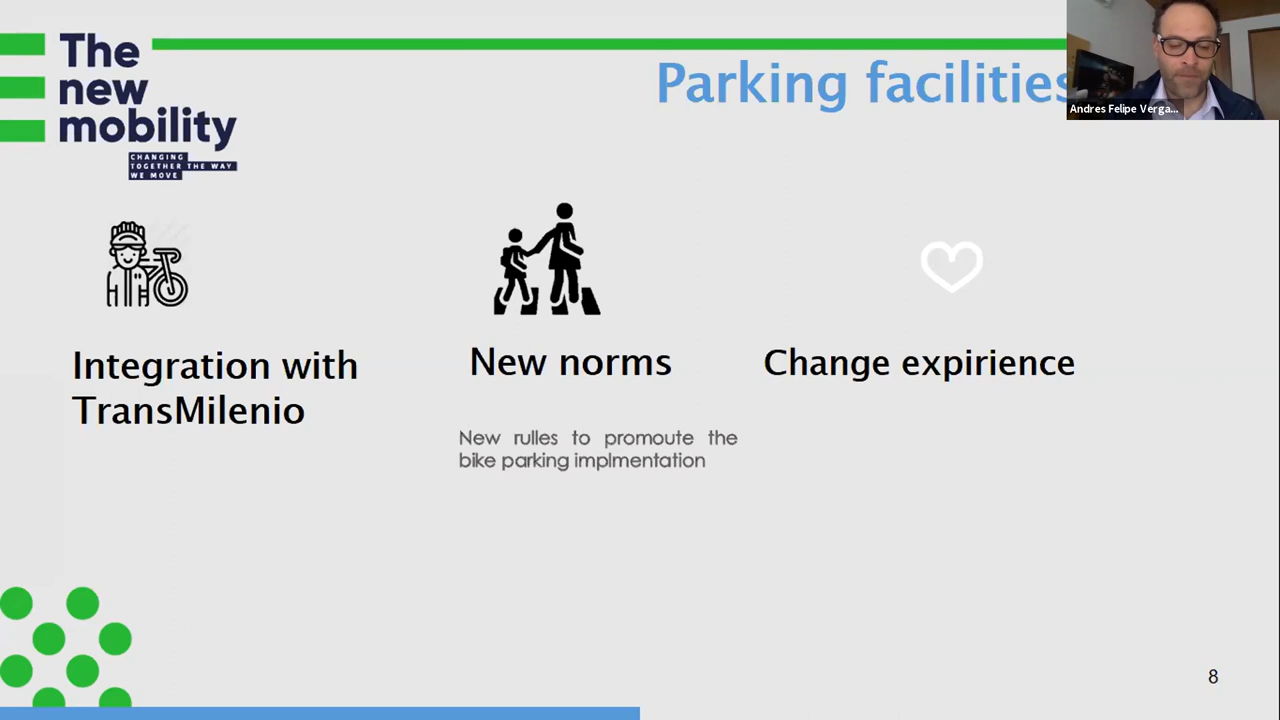 The
new
mobility
CHANGING
TOGETHER THE WAY
WE MOVE
Parking facilities
Andres Felipe Verga...
Integration with
TransMilenio
New norms
New rulles to promoute the
bike parking implmentation
Change expirience
8